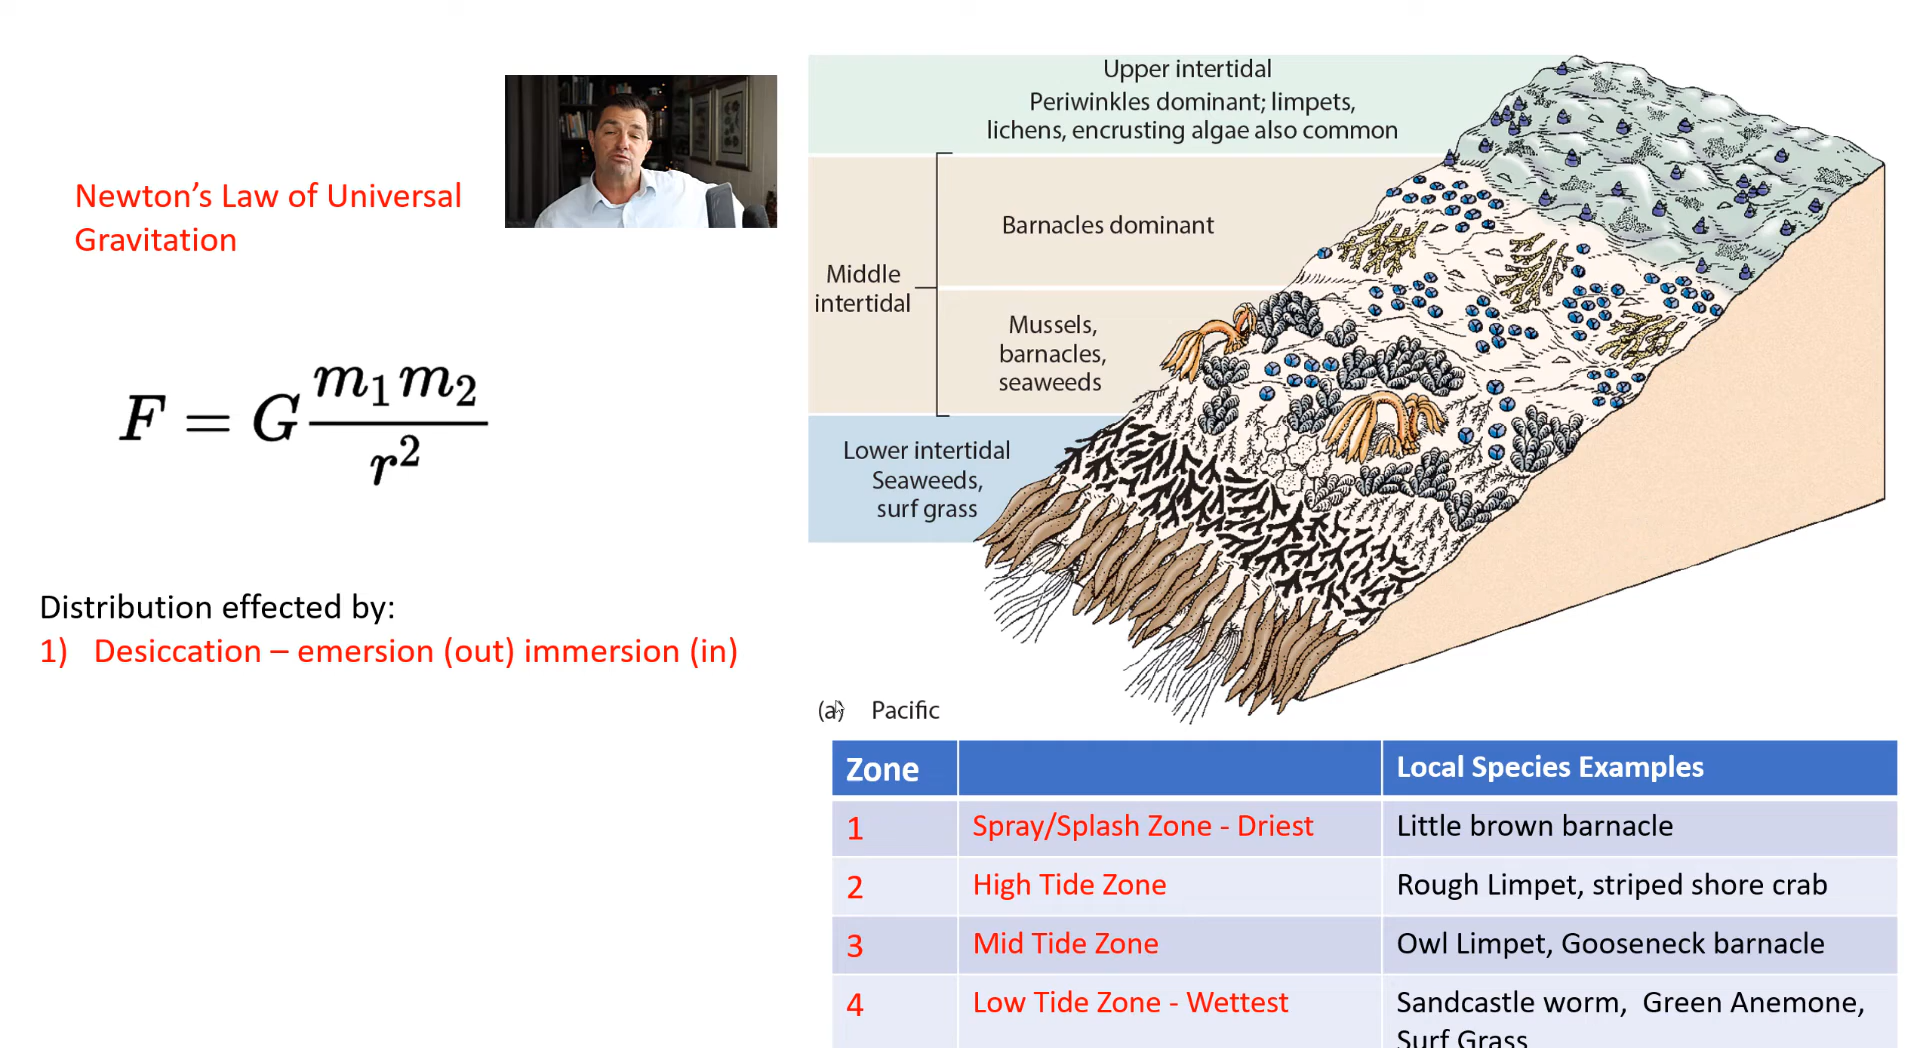 Newton’s Law of Universal
Gravitation
F = G m₁ m₂ / r²
Distribution effected by:
1) Desiccation – emersion (out) immersion (in)
Upper intertidal
Periwinkles dominant; limpets,
lichens, encrusting algae also common
Barnacles dominant
Middle
intertidal
Mussels,
barnacles,
seaweeds
Lower intertidal
Seaweeds,
surf grass
(a) Pacific
Zone Local Species Examples
1 Spray/Splash Zone - Driest Little brown barnacle
2 High Tide Zone Rough Limpet, striped shore crab
3 Mid Tide Zone Owl Limpet, Gooseneck barnacle
4 Low Tide Zone - Wettest Sandcastle worm, Green Anemone,
Surf Grass